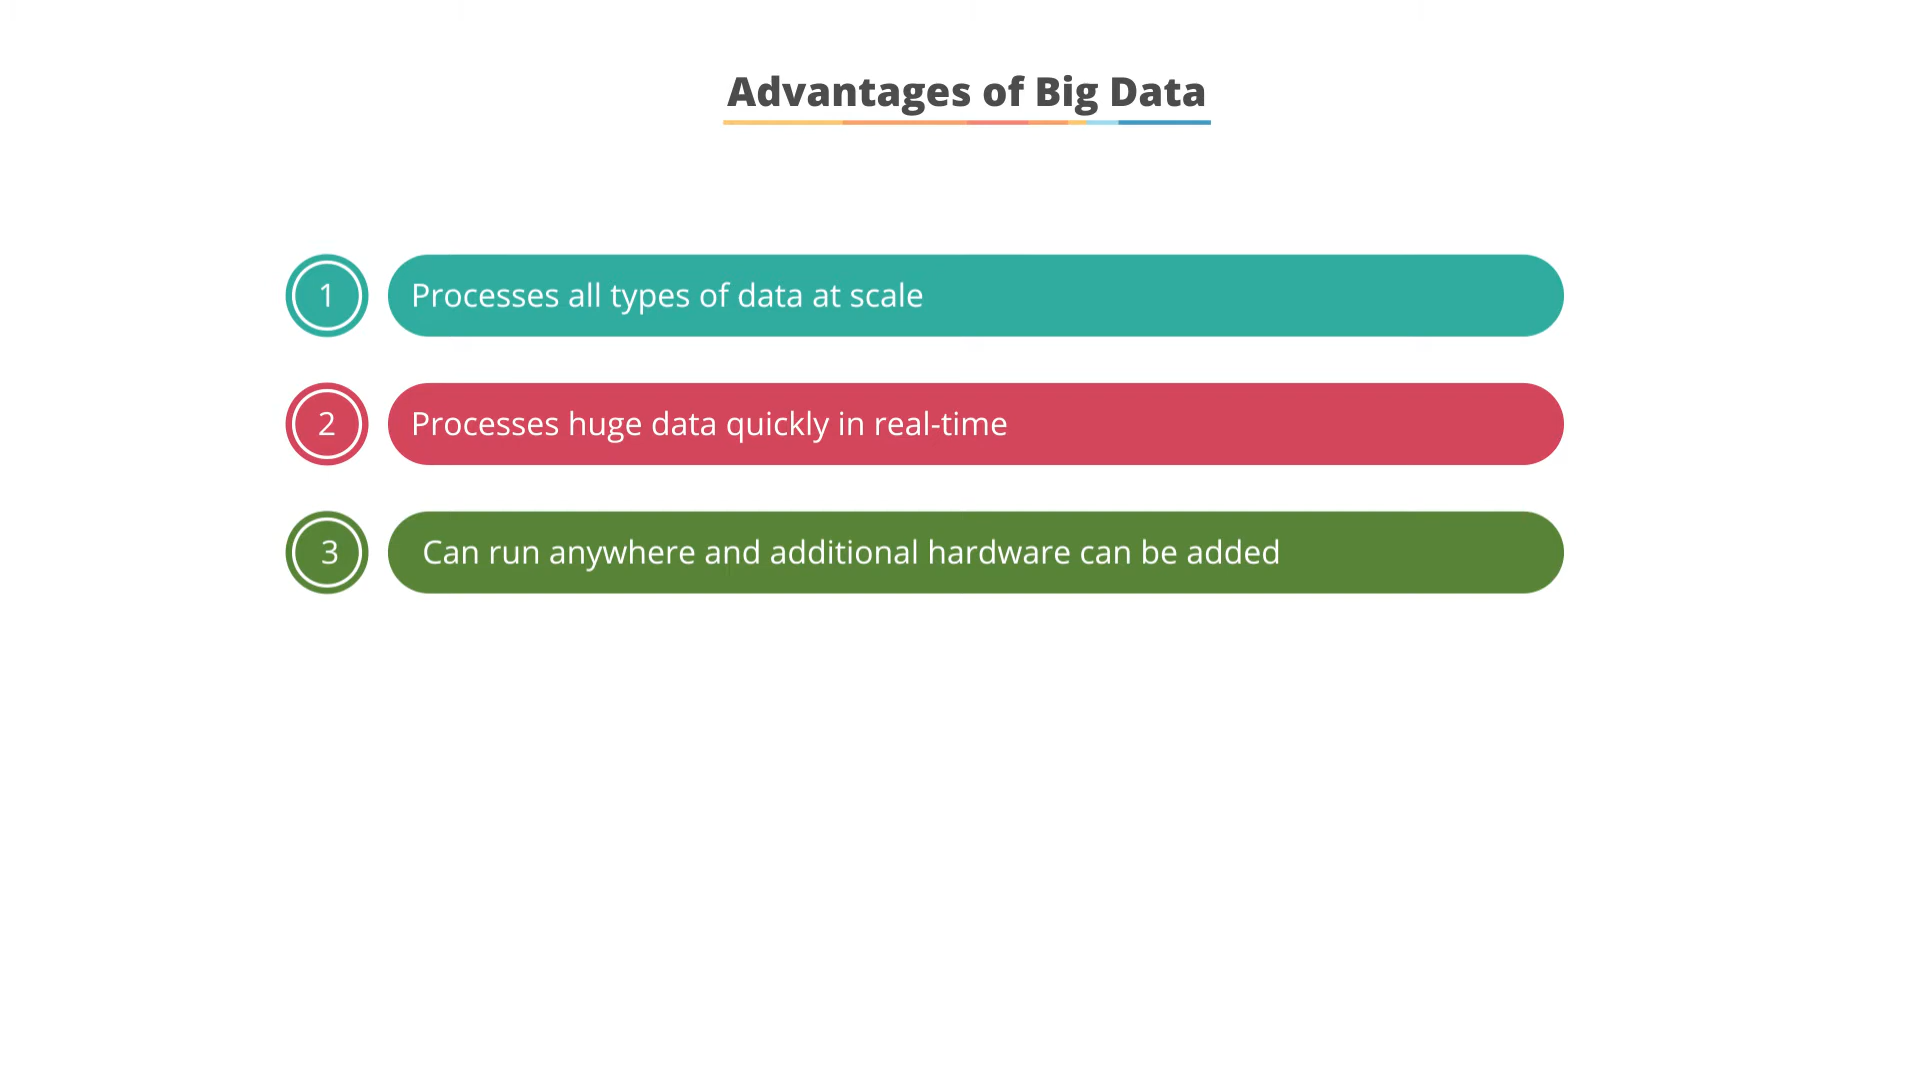 Advantages of Big Data
1 Processes all types of data at scale
2 Processes huge data quickly in real-time
3 Can run anywhere and additional hardware can be added